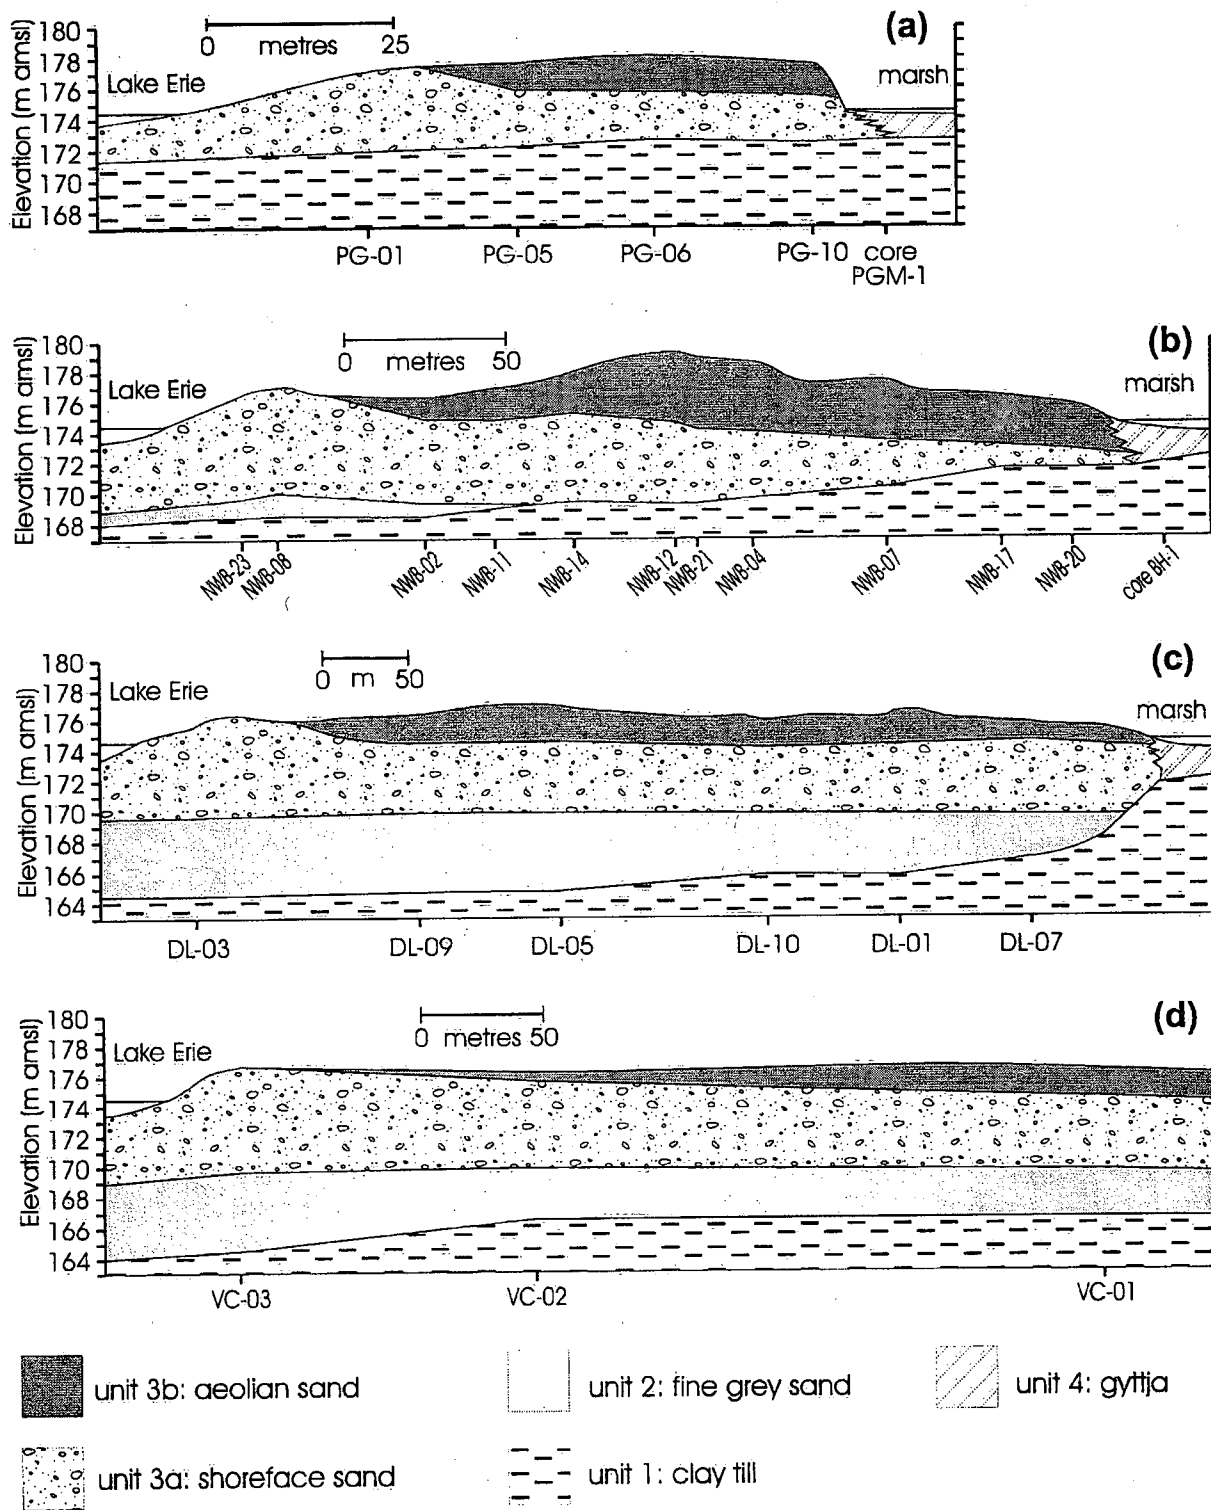 (a)
0 metres 25
Elevation (m amsl)
180
178
176
174
172
170
168
Lake Erie
marsh
PG-01
PG-05
PG-06
PG-10
core PGM-1
(b)
0 metres 50
Elevation (m amsl)
180
178
176
174
172
170
168
Lake Erie
marsh
NWB-23
NWB-08
NWB-02
NWB-11
NWB-14
NWB-12
NWB-21
NWB-04
NWB-07
NWB-17
NWB-20
core BH-1
(c)
0 m 50
Elevation (m amsl)
180
178
176
174
172
170
168
166
164
Lake Erie
marsh
DL-03
DL-09
DL-05
DL-10
DL-01
DL-07
(d)
0 metres 50
Elevation (m amsl)
180
178
176
174
172
170
168
166
164
Lake Erie
VC-03
VC-02
VC-01
unit 3b: aeolian sand
unit 2: fine grey sand
unit 4: gyttja
unit 3a: shoreface sand
unit 1: clay till